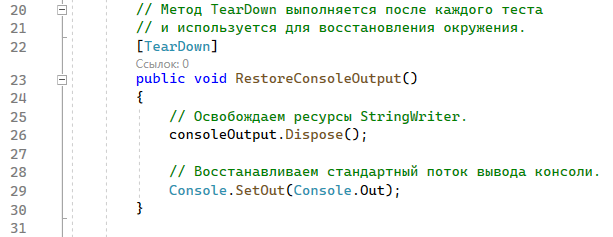 20 // Метод TearDown выполняется после каждого теста
21 // и используется для восстановления окружения.
22 [TearDown]
Ссылок: 0
23 public void RestoreConsoleOutput()
24 {
25 // Освобождаем ресурсы StringWriter.
26 consoleOutput.Dispose();
27
28 // Восстанавливаем стандартный поток вывода консоли.
29 Console.SetOut(Console.Out);
30 }
31